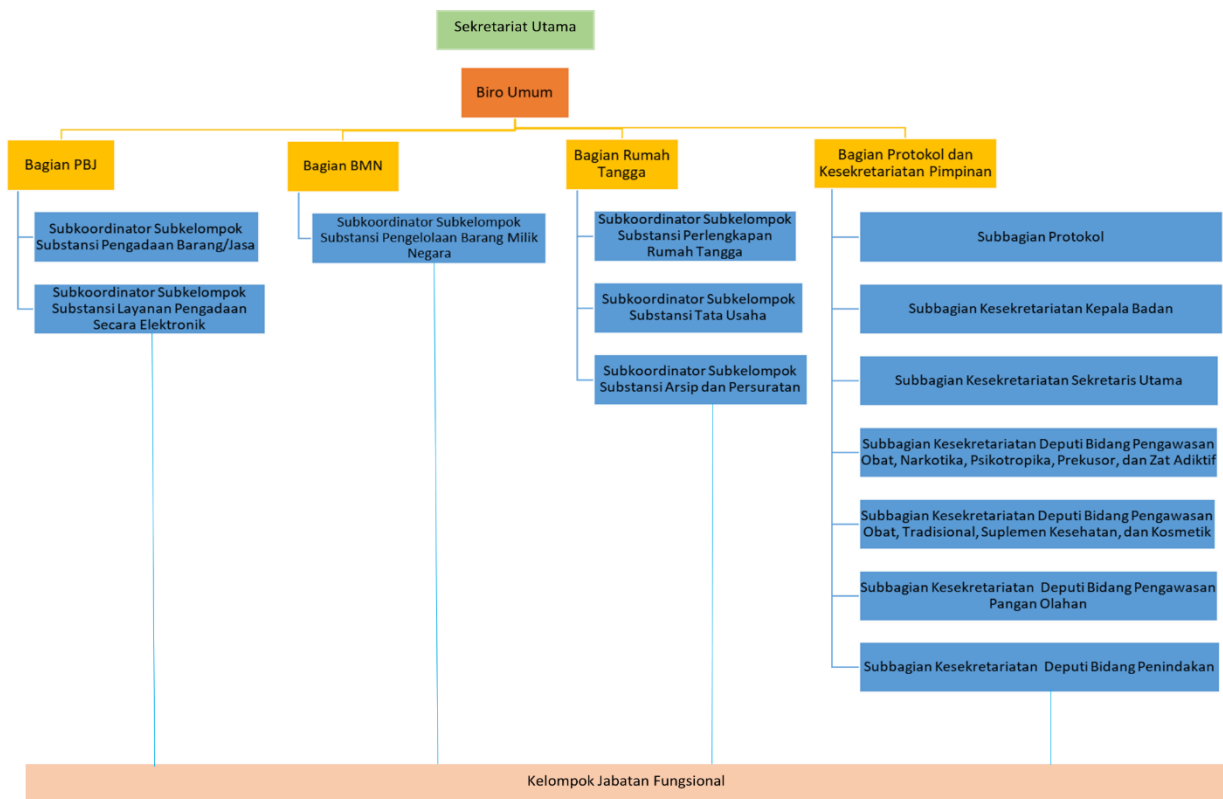 Sekretariat Utama
Biro Umum
Bagian PBJ
Subkoordinator Subkelompok
Substansi Pengadaan Barang/Jasa
Subkoordinator Subkelompok
Substansi Layanan Pengadaan
Secara Elektronik
Bagian BMN
Subkoordinator Subkelompok
Substansi Pengelolaan Barang Milik
Negara
Bagian Rumah
Tangga
Subkoordinator Subkelompok
Substansi Perlengkapan
Rumah Tangga
Subkoordinator Subkelompok
Substansi Tata Usaha
Subkoordinator Subkelompok
Substansi Arsip dan Persuratan
Bagian Protokol dan
Kesekretariatan Pimpinan
Subbagian Protokol
Subbagian Kesekretariatan Kepala Badan
Subbagian Kesekretariatan Sekretaris Utama
Subbagian Kesekretariatan Deputi Bidang Pengawasan
Obat, Narkotika, Psikotropika, Prekusor, dan Zat Adiktif
Subbagian Kesekretariatan Deputi Bidang Pengawasan
Obat, Tradisional, Suplemen Kesehatan, dan Kosmetik
Subbagian Kesekretariatan Deputi Bidang Pengawasan
Pangan Olahan
Subbagian Kesekretariatan Deputi Bidang Penindakan
Kelompok Jabatan Fungsional